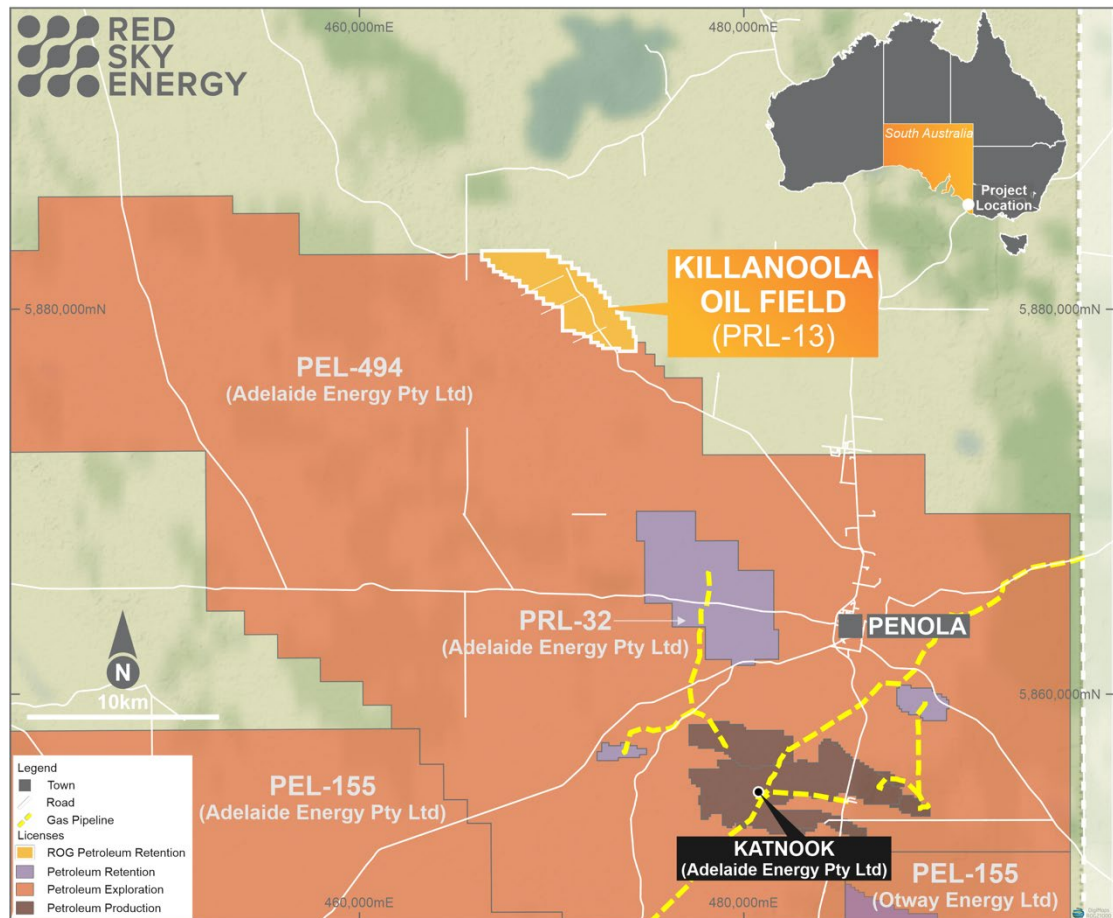 460,000mE
480,000mE
RED
SKY
ENERGY
South Australia
Project
Location
KILLANOOLA
OIL FIELD
(PRL-13)
5,880,000mN
5,880,000mN
PEL-494
(Adelaide Energy Pty Ltd)
PRL-32
(Adelaide Energy Pty Ltd)
PENOLA
N
10km
5,860,000mN
PEL-155
(Adelaide Energy Pty Ltd)
KATNOOK
(Adelaide Energy Pty Ltd)
PEL-155
(Otway Energy Ltd)
Legend
Town
Road
Gas Pipeline
Licenses
ROG Petroleum Retention
Petroleum Retention
Petroleum Exploration
Petroleum Production
460,000mE
480,000mE